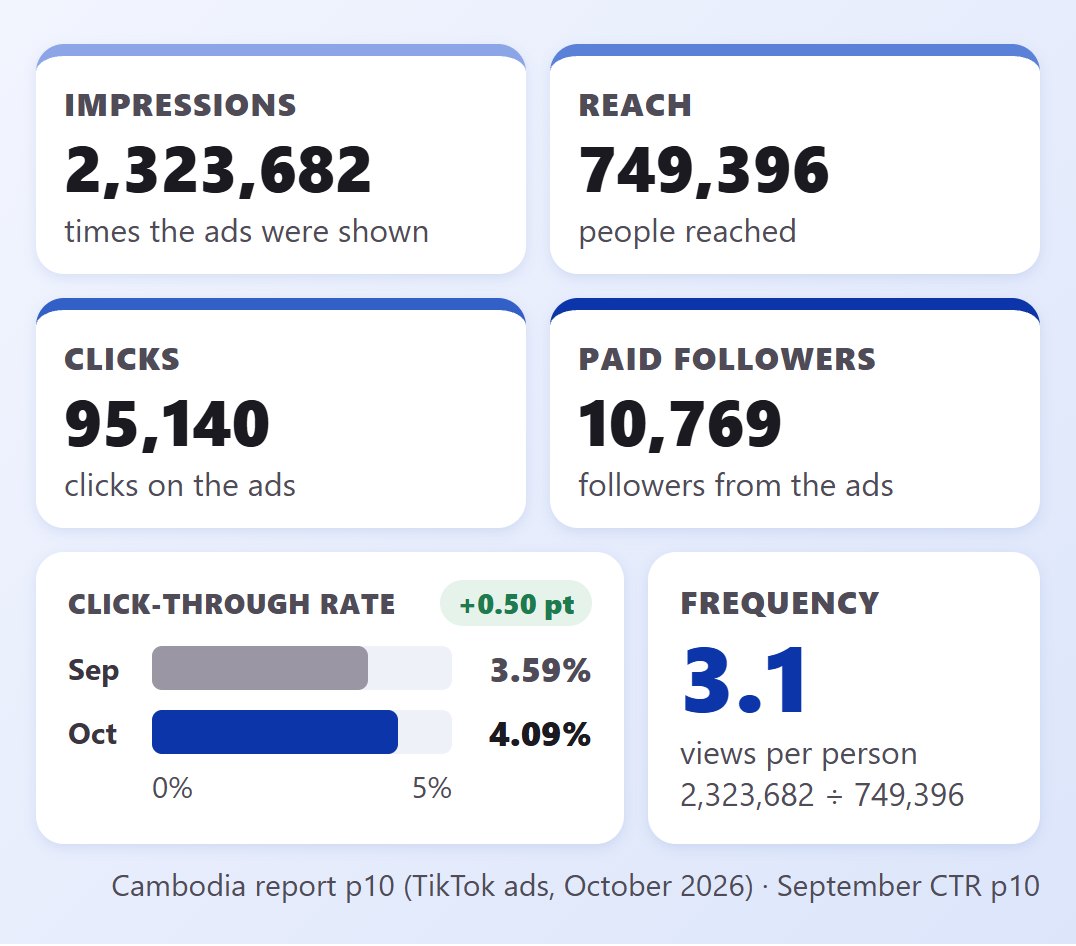 IMPRESSIONS
2,323,682
times the ads were shown
REACH
749,396
people reached
CLICKS
95,140
clicks on the ads
PAID FOLLOWERS
10,769
followers from the ads
CLICK-THROUGH RATE
+0.50 pt
Sep
3.59%
Oct
4.09%
0%
5%
FREQUENCY
3.1
views per person
2,323,682 ÷ 749,396
Cambodia report p10 (TikTok ads, October 2026) · September CTR p10